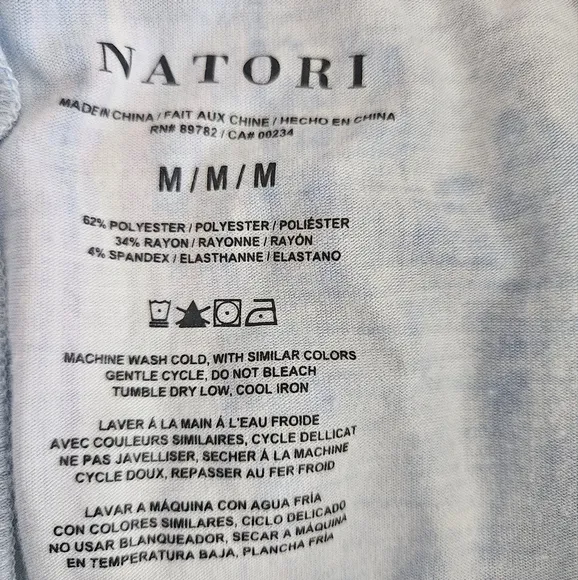 NATORI
MADE IN CHINA / FAIT AUX CHINE / HECHO EN CHINA
RN# 89782 / CA# 00234
M / M / M
62% POLYESTER / POLYESTER / POLIÉSTER
34% RAYON / RAYONNE / RAYÓN
4% SPANDEX / ELASTHANNE / ELASTANO
MACHINE WASH COLD, WITH SIMILAR COLORS
GENTLE CYCLE, DO NOT BLEACH
TUMBLE DRY LOW, COOL IRON
LAVER Á LA MAIN Á L'EAU FROIDE
AVEC COULEURS SIMILAIRES, CYCLE DELLICAT
NE PAS JAVELLISER, SECHER À LA MACHINE
CYCLE DOUX, REPASSER AU FER FROID
LAVAR A MÁQUINA CON AGUA FRÍA
CON COLORES SIMILARES, CICLO DELICADO
NO USAR BLANQUEADOR, SECAR A MÁQUINA
EN TEMPERATURA BAJA, PLANCHA FRÍA